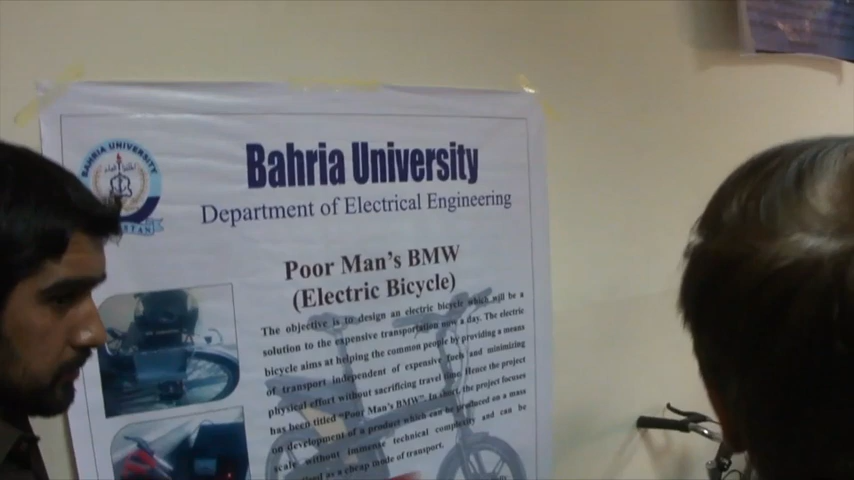 BAHRIA UNIVERSITY
Bahria University
Department of Electrical Engineering
Poor Man's BMW
(Electric Bicycle)
The objective is to design an electric bicycle which will be a
solution to the expensive transportation now a day. The electric
bicycle aims at helping the common people by providing a means
of transport independent of expensive fuels and minimizing
physical effort without sacrificing travel time. Hence the project
has been titled "Poor Man's BMW". In short, the project focuses
on development of a product which can be produced on a mass
scale without immense technical complexity and can be
as a cheap mode of transport.